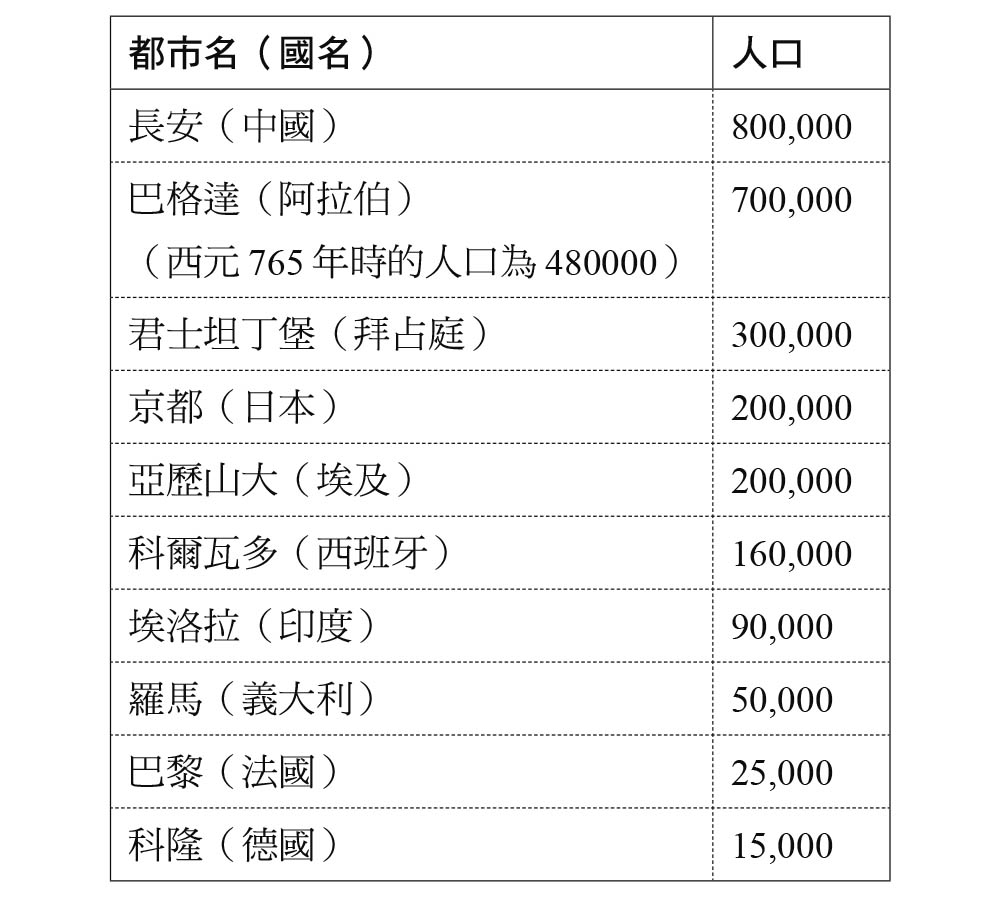 都市名（國名） 人口
長安（中國） 800,000
巴格達（阿拉伯） 700,000
（西元 765 年時的人口為 480000）
君士坦丁堡（拜占庭） 300,000
京都（日本） 200,000
亞歷山大（埃及） 200,000
科爾瓦多（西班牙） 160,000
埃洛拉（印度） 90,000
羅馬（義大利） 50,000
巴黎（法國） 25,000
科隆（德國） 15,000